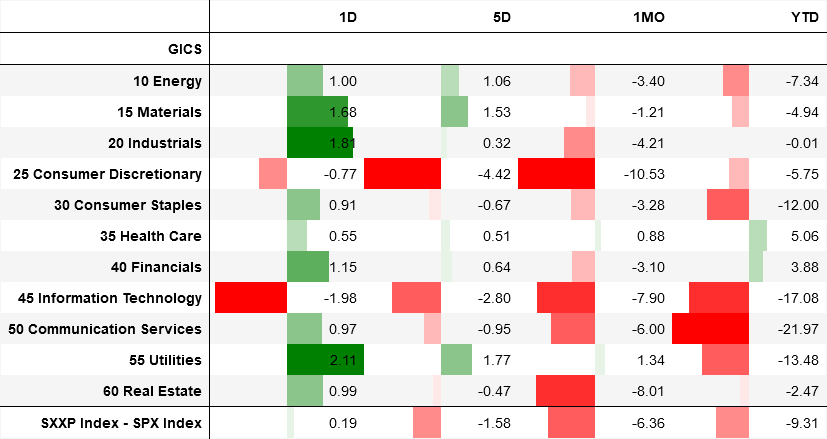 1D 5D 1MO YTD
GICS
10 Energy 1.00 1.06 -3.40 -7.34
15 Materials 1.68 1.53 -1.21 -4.94
20 Industrials 1.81 0.32 -4.21 -0.01
25 Consumer Discretionary -0.77 -4.42 -10.53 -5.75
30 Consumer Staples 0.91 -0.67 -3.28 -12.00
35 Health Care 0.55 0.51 0.88 5.06
40 Financials 1.15 0.64 -3.10 3.88
45 Information Technology -1.98 -2.80 -7.90 -17.08
50 Communication Services 0.97 -0.95 -6.00 -21.97
55 Utilities 2.11 1.77 1.34 -13.48
60 Real Estate 0.99 -0.47 -8.01 -2.47
SXXP Index - SPX Index 0.19 -1.58 -6.36 -9.31